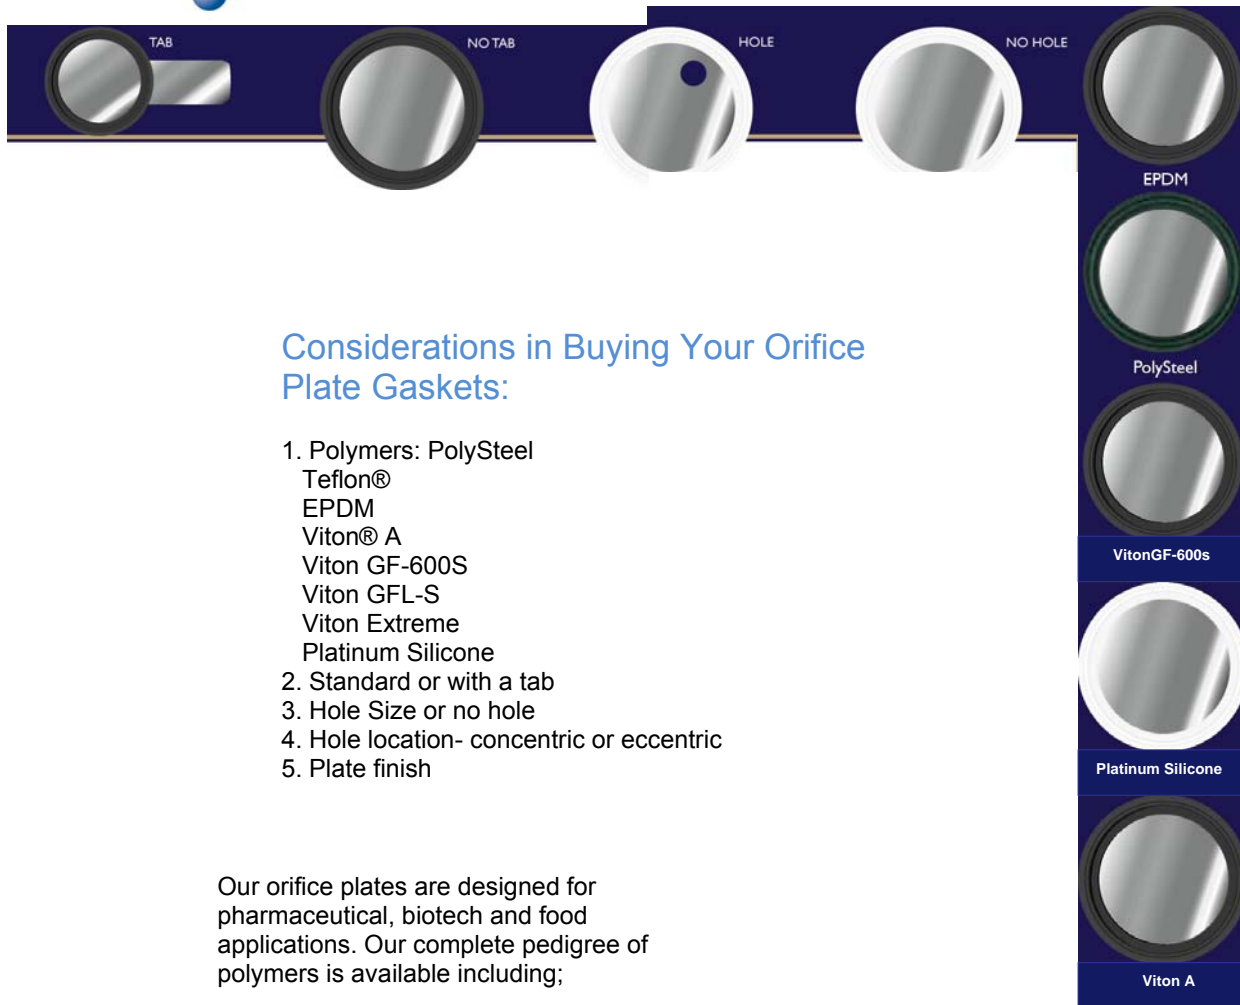 TAB
NO TAB
HOLE
NO HOLE
EPDM
PolySteel
VitonGF-600s
Platinum Silicone
Viton A
Considerations in Buying Your Orifice
Plate Gaskets:
1. Polymers: PolySteel
Teflon®
EPDM
Viton® A
Viton GF-600S
Viton GFL-S
Viton Extreme
Platinum Silicone
2. Standard or with a tab
3. Hole Size or no hole
4. Hole location- concentric or eccentric
5. Plate finish
Our orifice plates are designed for
pharmaceutical, biotech and food
applications. Our complete pedigree of
polymers is available including;